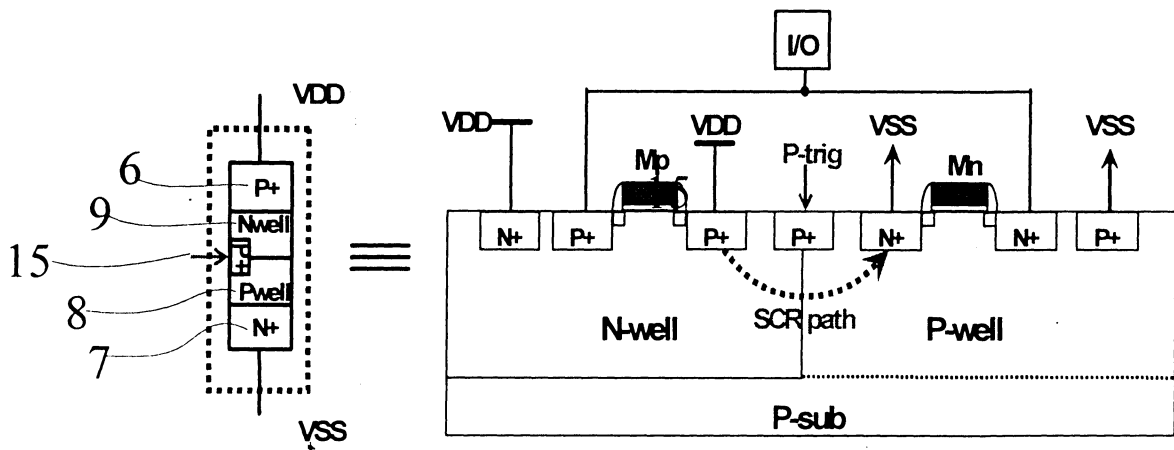 I/O
VDD
VDD
VDD
VSS
VSS
Mp
15
P-trig
Mn
6
P+
9
Nwell
15
8
Pwell
7
N+
N+
P+
P+
P+
N+
N+
P+
SCR path
N-well
P-well
P-sub
VSS